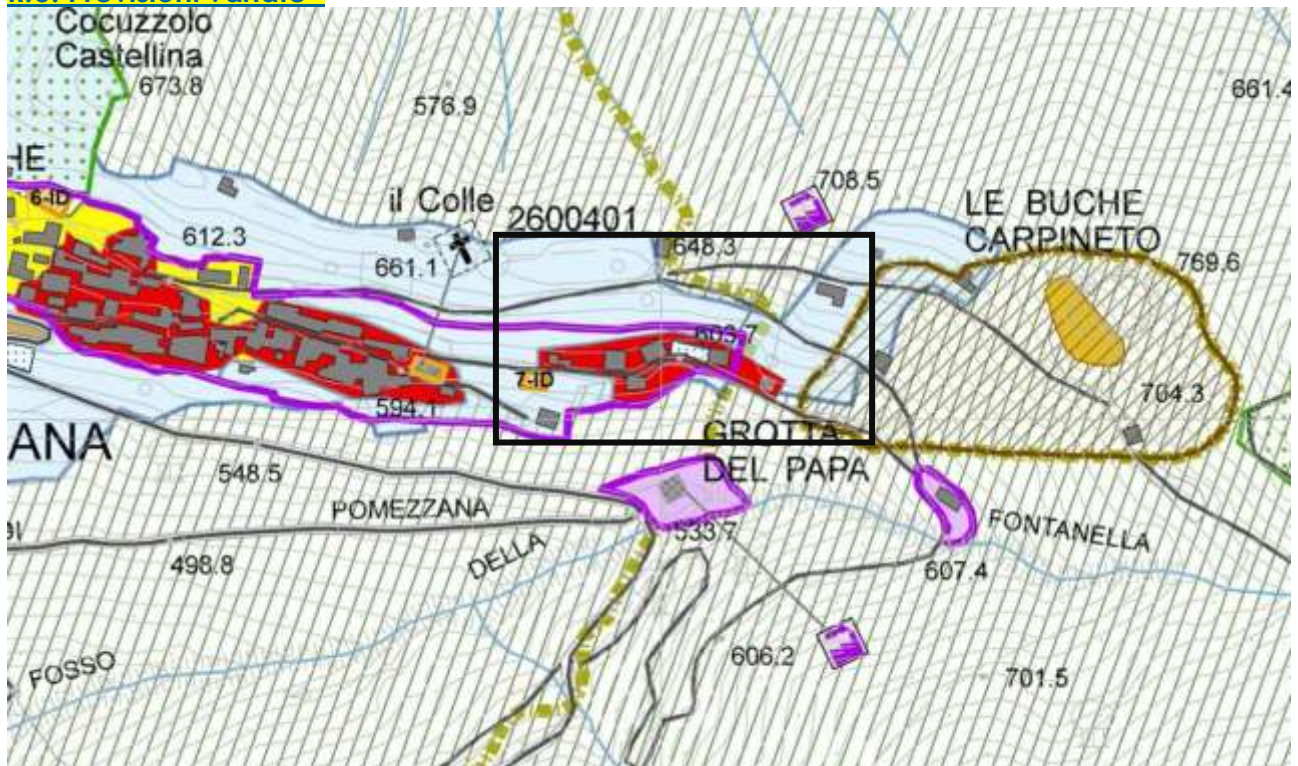 Cocuzzolo
Castellina
673.8
576.9
661.4
HE
6-ID
il Colle
2600401
708.5
LE BUCHE
CARPINETO
612.3
648.3
661.1
769.6
603.7
7-ID
594.1
704.3
ANA
GROTTA
DEL PAPA
548.5
POMEZZANA
533.7
FONTANELLA
DELLA
498.8
607.4
606.2
FOSSO
701.5